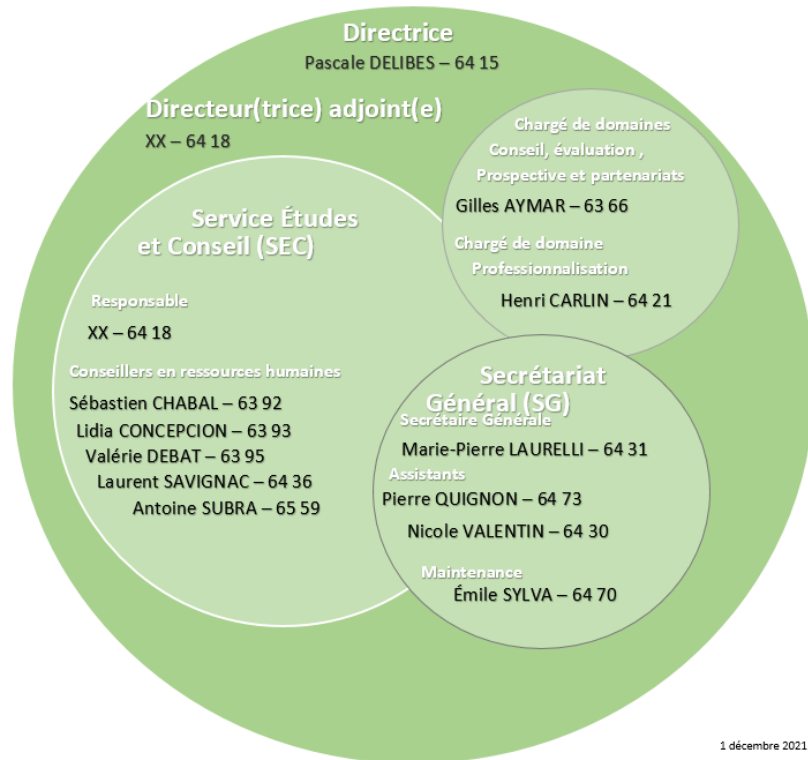 Directrice
Pascale DELIBES – 64 15
Directeur(trice) adjoint(e)
XX – 64 18
Chargé de domaines
Conseil, évaluation ,
Prospective et partenariats
Gilles AYMAR – 63 66
Chargé de domaine
Professionnalisation
Henri CARLIN – 64 21
Service Études
et Conseil (SEC)
Responsable
XX – 64 18
Conseillers en ressources humaines
Sébastien CHABAL – 63 92
Lidia CONCEPCION – 63 93
Valérie DEBAT – 63 95
Laurent SAVIGNAC – 64 36
Antoine SUBRA – 65 59
Secrétariat
Général (SG)
Secrétaire Générale
Marie-Pierre LAURELLI – 64 31
Assistants
Pierre QUIGNON – 64 73
Nicole VALENTIN – 64 30
Maintenance
Émile SYLVA – 64 70
1 décembre 2021